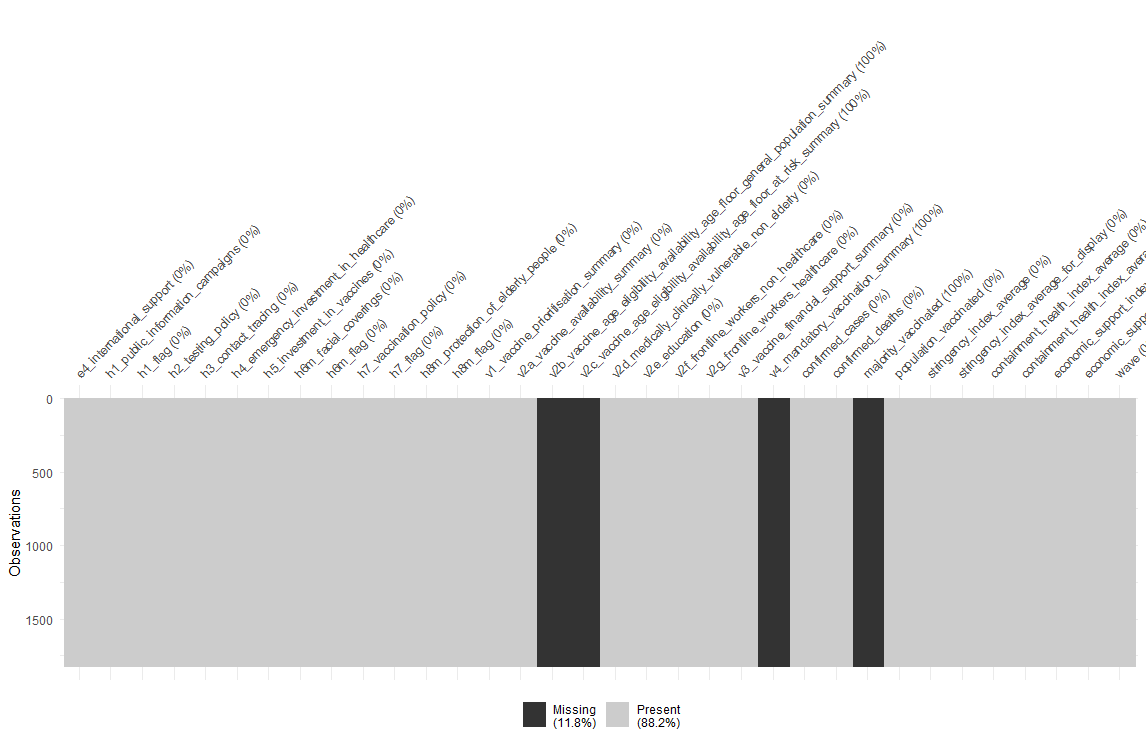 e4_international_support (0%)
h1_public_information_campaigns (0%)
h1_flag (0%)
h2_testing_policy (0%)
h3_contact_tracing (0%)
h4_emergency_investment_in_healthcare (0%)
h5_investment_in_vaccines (0%)
h6m_facial_coverings (0%)
h6m_flag (0%)
h7_vaccination_policy (0%)
h7_flag (0%)
h8m_protection_of_elderly_people (0%)
h8m_flag (0%)
v1_vaccine_prioritisation_summary (0%)
v2a_vaccine_availability_summary (0%)
v2b_vaccine_age_eligibility_availability_age_floor_general_population_summary (100%)
v2c_vaccine_age_eligibility_availability_age_floor_at_risk_summary (100%)
v2d_medically_clinically_vulnerable_non_elderly (0%)
v2e_education (0%)
v2f_frontline_workers_non_healthcare (0%)
v2g_frontline_workers_healthcare (0%)
v3_vaccine_financial_support_summary (0%)
v4_mandatory_vaccination_summary (100%)
confirmed_cases (0%)
confirmed_deaths (0%)
majority_vaccinated (100%)
population_vaccinated (0%)
stringency_index_average (0%)
stringency_index_average_for_display (0%)
containment_health_index_average (0%
containment_health_index_aver
economic_support_inde
economic_supp
wave (0
0
500
1000
1500
Observations
Missing
(11.8%)
Present
(88.2%)